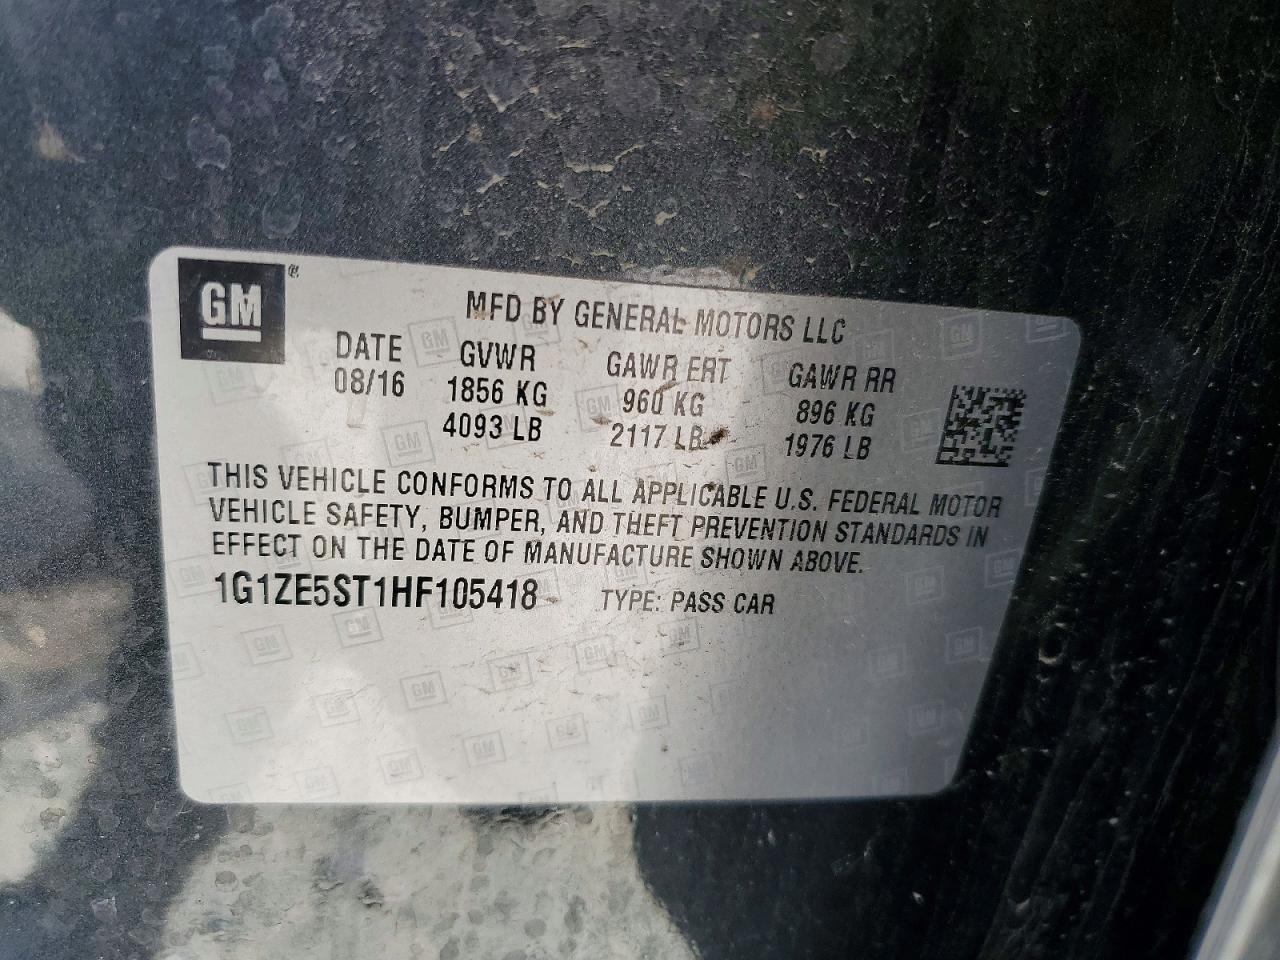 GM®
MFD BY GENERAL MOTORS LLC
DATE GVWR GAWR FRT GAWR RR
08/16 1856 KG 960 KG 896 KG
4093 LB 2117 LB 1976 LB
THIS VEHICLE CONFORMS TO ALL APPLICABLE U.S. FEDERAL MOTOR
VEHICLE SAFETY, BUMPER, AND THEFT PREVENTION STANDARDS IN
EFFECT ON THE DATE OF MANUFACTURE SHOWN ABOVE.
1G1ZE5ST1HF105418 TYPE: PASS CAR